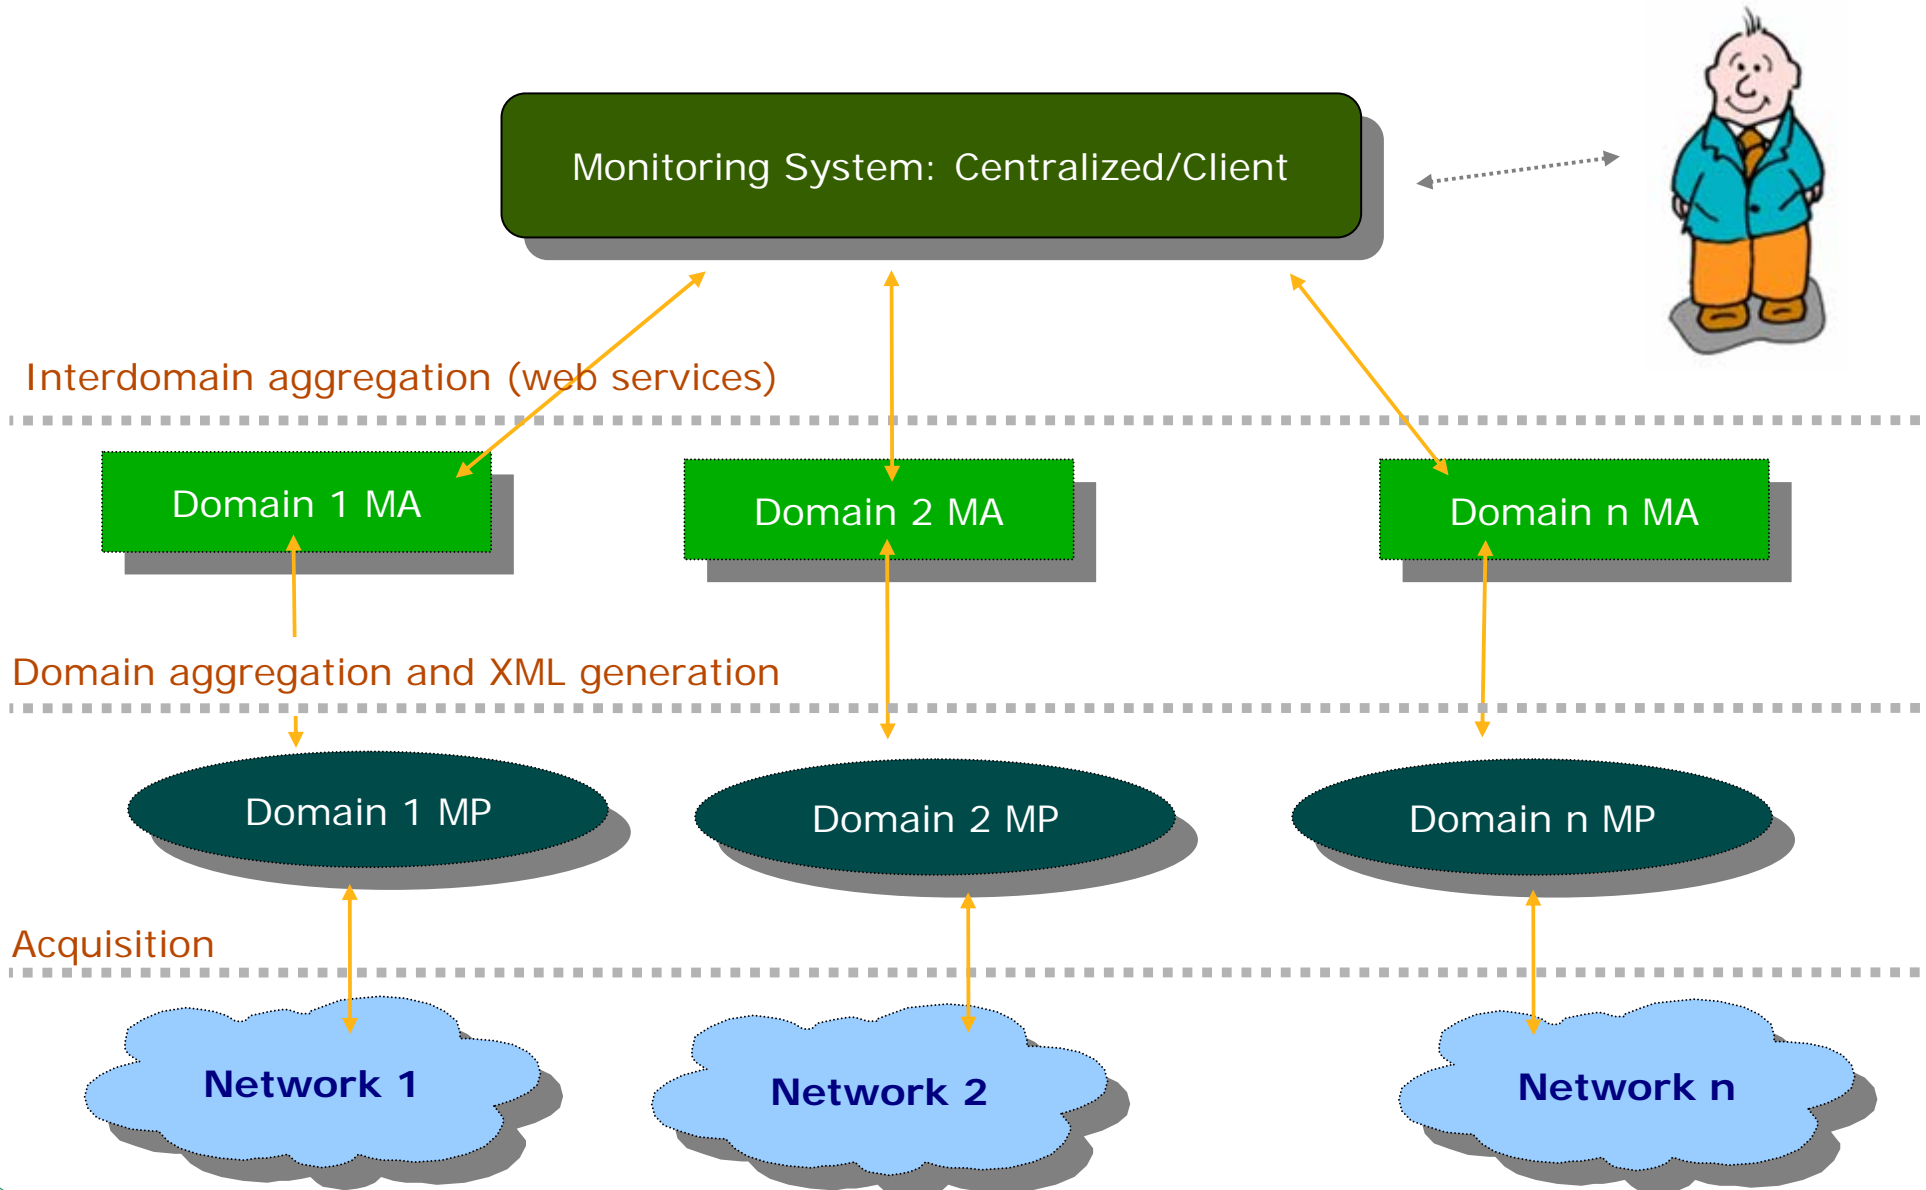 Monitoring System: Centralized/Client
Interdomain aggregation (web services)
Domain 1 MA
Domain 2 MA
Domain n MA
Domain aggregation and XML generation
Domain 1 MP
Domain 2 MP
Domain n MP
Acquisition
Network 1
Network 2
Network n